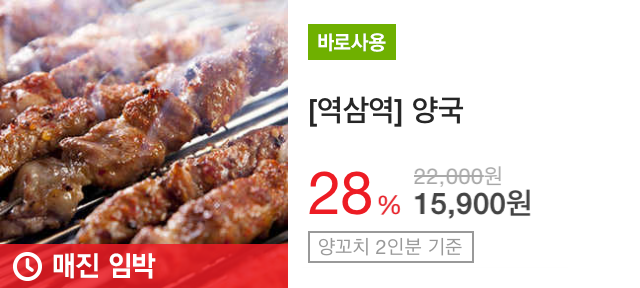 바로사용
[역삼역] 양국
28%
22,000원
15,900원
양꼬치 2인분 기준
매진 임박